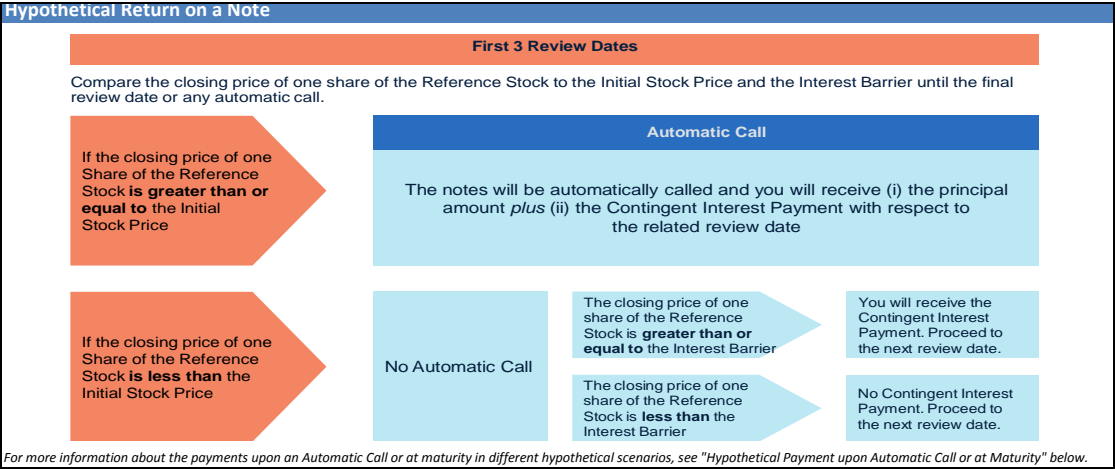 Hypothetical Return on a Note
First 3 Review Dates
Compare the closing price of one share of the Reference Stock to the Initial Stock Price and the Interest Barrier until the final
review date or any automatic call.
If the closing price of one
Share of the Reference
Stock is greater than or
equal to the Initial
Stock Price
Automatic Call
The notes will be automatically called and you will receive (i) the principal
amount plus (ii) the Contingent Interest Payment with respect to
the related review date
If the closing price of one
Share of the Reference
Stock is less than the
Initial Stock Price
No Automatic Call
The closing price of one
share of the Reference
Stock is greater than or
equal to the Interest Barrier
You will receive the
Contingent Interest
Payment. Proceed to
the next review date.
The closing price of one
share of the Reference
Stock is less than the
Interest Barrier
No Contingent Interest
Payment. Proceed to
the next review date.
For more information about the payments upon an Automatic Call or at maturity in different hypothetical scenarios, see "Hypothetical Payment upon Automatic Call or at Maturity" below.